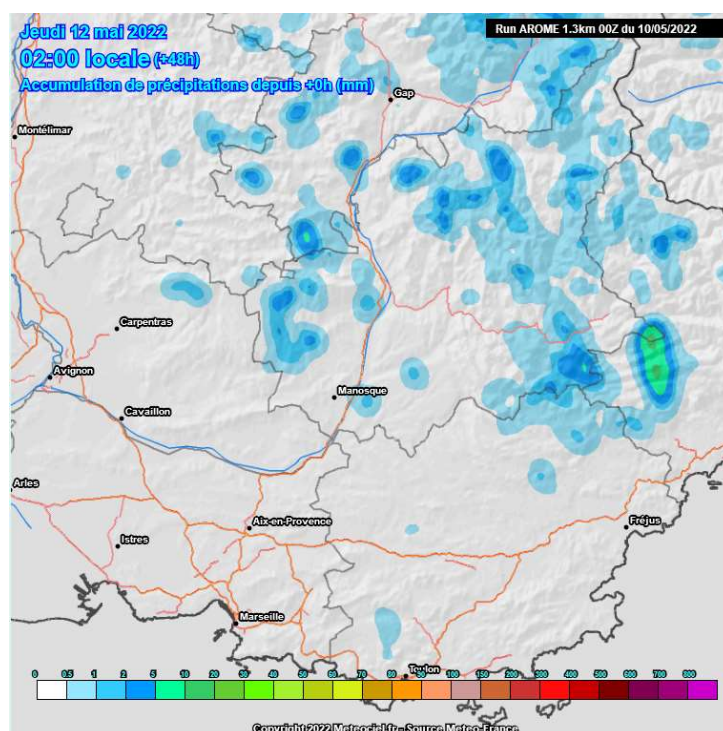 Jeudi 12 mai 2022
Run AROME 1.3km 00Z du 10/05/2022
02:00 locale (+48h)
Accumulation de précipitations depuis +0h (mm)
Gap
Montélimar
Carpentras
Avignon
Manosque
Cavaillon
Arles
Aix-en-Provence
Fréjus
Istres
Marseille
Toulon
0 0.5 1 2 5 10 20 30 40 50 60 70 80 90 100 150 200 300 400 500 600 700 800
Copyright 2022 Meteociel.fr - Source Meteo-France